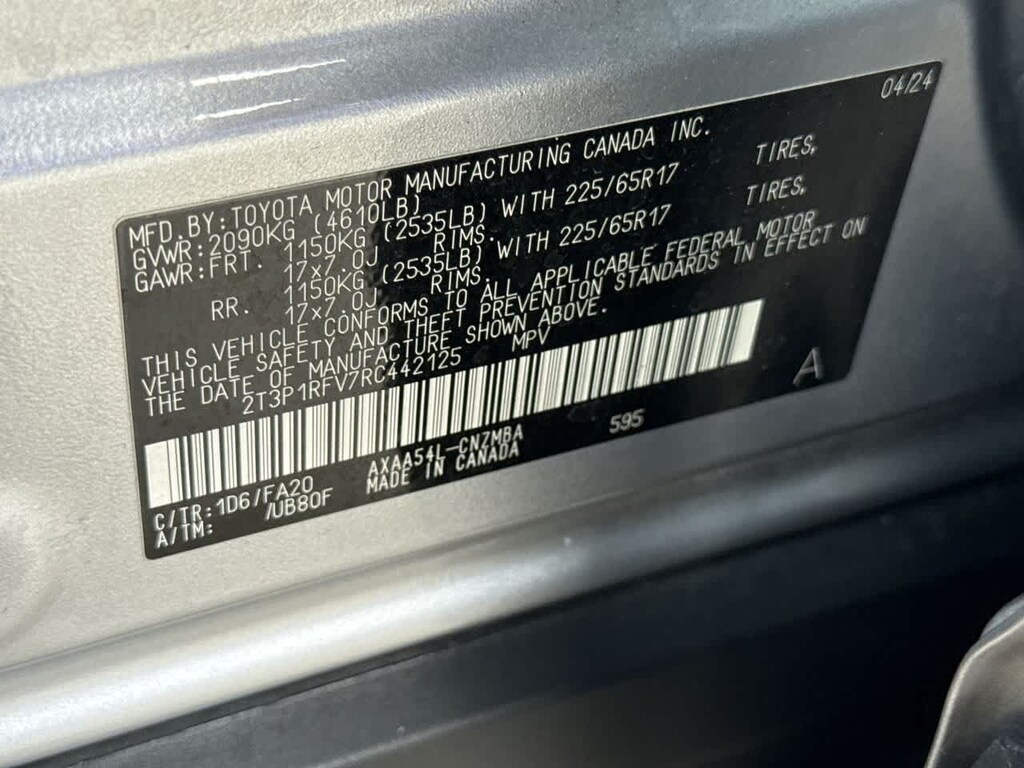 04/24
MFD.BY:TOYOTA MOTOR MANUFACTURING CANADA INC.
GVWR:2090KG (4610LB)
GAWR:FRT. 1150KG (2535LB) WITH 225/65R17 TIRES,
17x7.0J RIMS.
RR. 1150KG (2535LB) WITH 225/65R17 TIRES,
17x7.0J RIMS.
THIS VEHICLE CONFORMS TO ALL APPLICABLE FEDERAL MOTOR
VEHICLE SAFETY AND THEFT PREVENTION STANDARDS IN EFFECT ON
THE DATE OF MANUFACTURE SHOWN ABOVE.
2T3P1RFV7RC442125 MPV
A
AXAA54L-CNZMBA 595
MADE IN CANADA
C/TR:1D6/FA20
A/TM: /UB80F